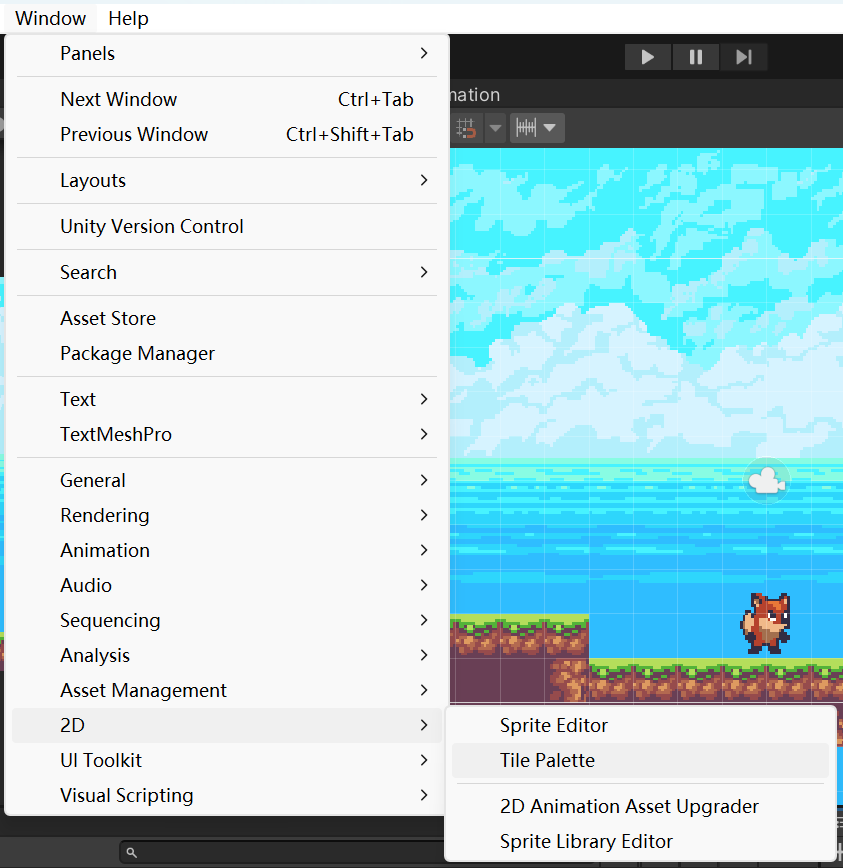 Window Help
Panels
mation
Next Window Ctrl+Tab
Previous Window Ctrl+Shift+Tab
Layouts
Unity Version Control
Search
Asset Store
Package Manager
Text
TextMeshPro
General
Rendering
Animation
Audio
Sequencing
Analysis
Asset Management
2D
UI Toolkit
Visual Scripting
Sprite Editor
Tile Palette
2D Animation Asset Upgrader
Sprite Library Editor